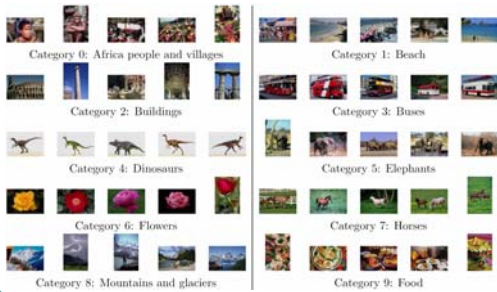 Category 0: Africa people and villages
Category 1: Beach
Category 2: Buildings
Category 3: Buses
Category 4: Dinosaurs
Category 5: Elephants
Category 6: Flowers
Category 7: Horses
Category 8: Mountains and glaciers
Category 9: Food